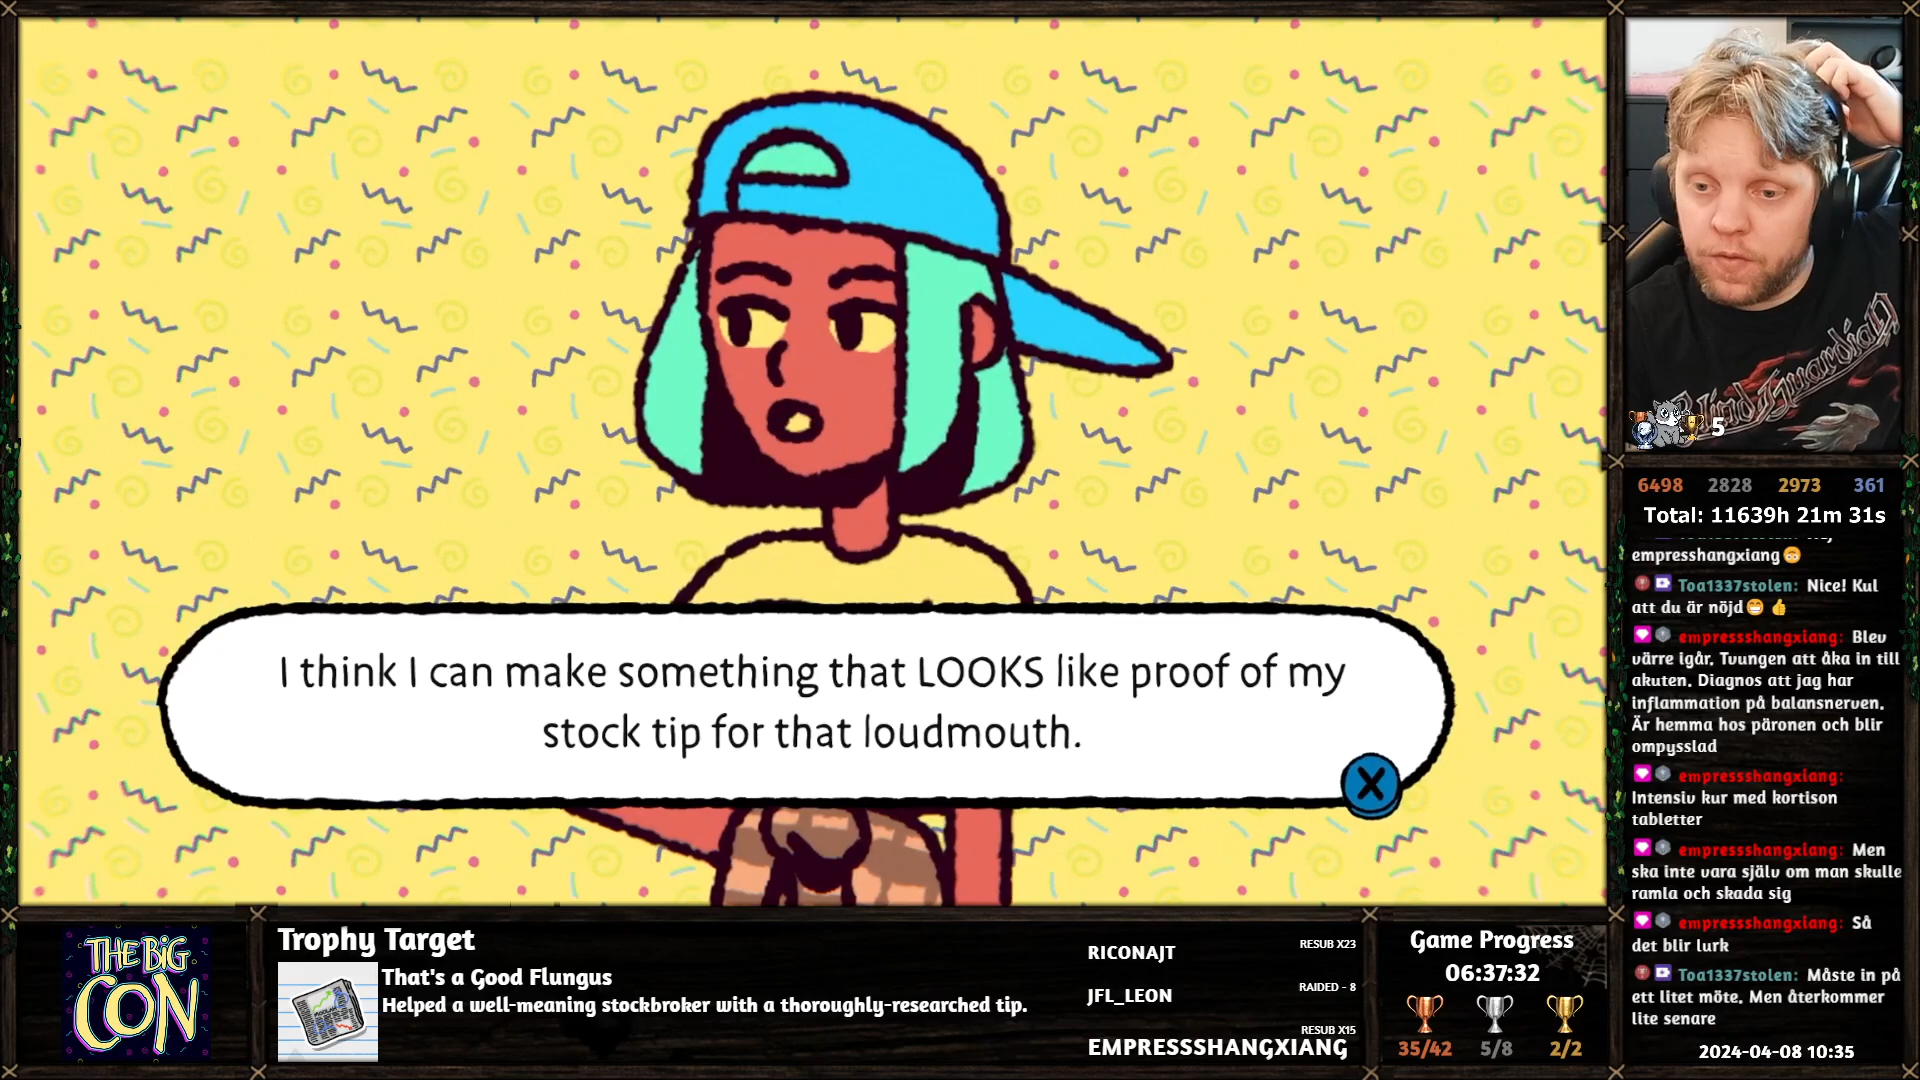 I think I can make something that LOOKS like proof of my
stock tip for that loudmouth.
X
Blind Guardian
5
6498 2828 2973 361
Total: 11639h 21m 31s
empresshangxiang
Toa1337stolen: Nice! Kul
att du är nöjd
empressshangxiang: Blev
värre igår. Tvungen att åka in till
akuten. Diagnos att jag har
inflammation på balansnerven.
Är hemma hos päronen och blir
ompysslad
empressshangxiang:
Intensiv kur med kortison
tabletter
empressshangxiang: Men
ska inte vara själv om man skulle
ramla och skada sig
empressshangxiang: Så
det blir lurk
Toa1337stolen: Måste in på
ett litet möte. Men återkommer
lite senare
2024-04-08 10:35
THE BIG
CON
Trophy Target
That's a Good Flungus
Helped a well-meaning stockbroker with a thoroughly-researched tip.
RICONAJT RESUB X23
JFL_LEON RAIDED - 8
RESUB X15
EMPRESSSHANGXIANG
Game Progress
06:37:32
35/42 5/8 2/2